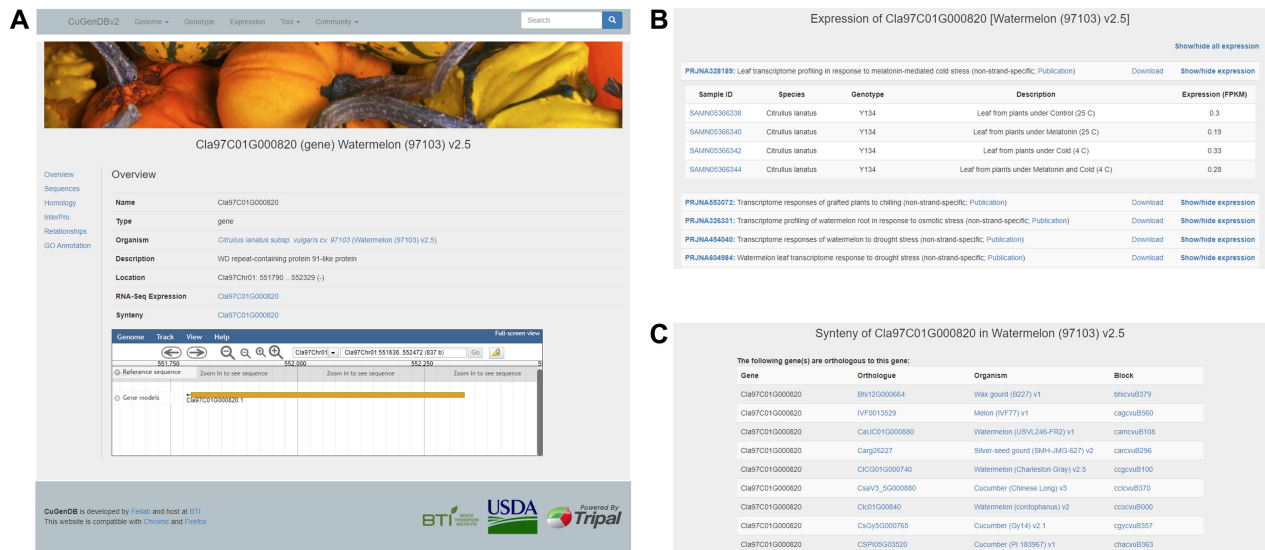 A
CuGenDBv2 Genome Genotype Expression Tool Community Search
Cla97C01G000820 (gene) Watermelon (97103) v2.5
Overview
Sequences
Homology
InterPro
Relationships
GO Annotation
Overview
Name Cla97C01G000820
Type gene
Organism Citrullus lanatus subsp. vulgaris cv. 97103 (Watermelon (97103) v2.5)
Description WD repeat-containing protein 91-like protein
Location Cla97Chr01: 551790 .. 552329 (-)
RNA-Seq Expression Cla97C01G000820
Synteny Cla97C01G000820
Genome Track View Help Full-screen view
Cla97Chr01 Cla97Chr01:551636..552472 (837 b) Go
551,750 552,000 552,250
Reference sequence Zoom in to see sequence Zoom in to see sequence Zoom in to see sequence
Gene models
Cla97C01G000820.1
CuGenDB is developed by Feilab and host at BTI
This website is compatible with Chrome and Firefox
BTI BOYCE THOMPSON INSTITUTE
USDA
Powered By Tripal
B
Expression of Cla97C01G000820 [Watermelon (97103) v2.5]
Show/hide all expression
PRJNA328189: Leaf transcriptome profiling in response to melatonin-mediated cold stress (non-strand-specific; Publication) Download Show/hide expression
Sample ID Species Genotype Description Expression (FPKM)
SAMN05366338 Citrullus lanatus Y134 Leaf from plants under Control (25 C) 0.3
SAMN05366340 Citrullus lanatus Y134 Leaf from plants under Melatonin (25 C) 0.19
SAMN05366342 Citrullus lanatus Y134 Leaf from plants under Cold (4 C) 0.33
SAMN05366344 Citrullus lanatus Y134 Leaf from plants under Melatonin and Cold (4 C) 0.28
PRJNA553072: Transcriptome responses of grafted plants to chilling (non-strand-specific; Publication) Download Show/hide expression
PRJNA326331: Transcriptome profiling of watermelon root in response to osmotic stress (non-strand-specific; Publication) Download Show/hide expression
PRJNA454040: Transcriptome responses of watermelon to drought stress (non-strand-specific; Publication) Download Show/hide expression
PRJNA604984: Watermelon leaf transcriptome response to drought stress (non-strand-specific; Publication) Download Show/hide expression
C
Synteny of Cla97C01G000820 in Watermelon (97103) v2.5
The following gene(s) are orthologous to this gene:
Gene Orthologue Organism Block
Cla97C01G000820 Bhi12G000664 Wax gourd (B227) v1 bhicvuB379
Cla97C01G000820 IVF0013529 Melon (IVF77) v1 cagcvuB560
Cla97C01G000820 CaUC01G000880 Watermelon (USVL246-FR2) v1 camcvuB108
Cla97C01G000820 Carg26227 Silver-seed gourd (SMH-JMG-627) v2 carcvuB296
Cla97C01G000820 ClCG01G000740 Watermelon (Charleston Gray) v2.5 ccgcvuB100
Cla97C01G000820 CsaV3_5G000880 Cucumber (Chinese Long) v3 cclcvuB370
Cla97C01G000820 Clc01G00840 Watermelon (cordophanus) v2 ccocvuB000
Cla97C01G000820 CsGy5G000765 Cucumber (Gy14) v2.1 cgycvuB357
Cla97C01G000820 CSPI05G03520 Cucumber (PI 183967) v1 chacvuB363